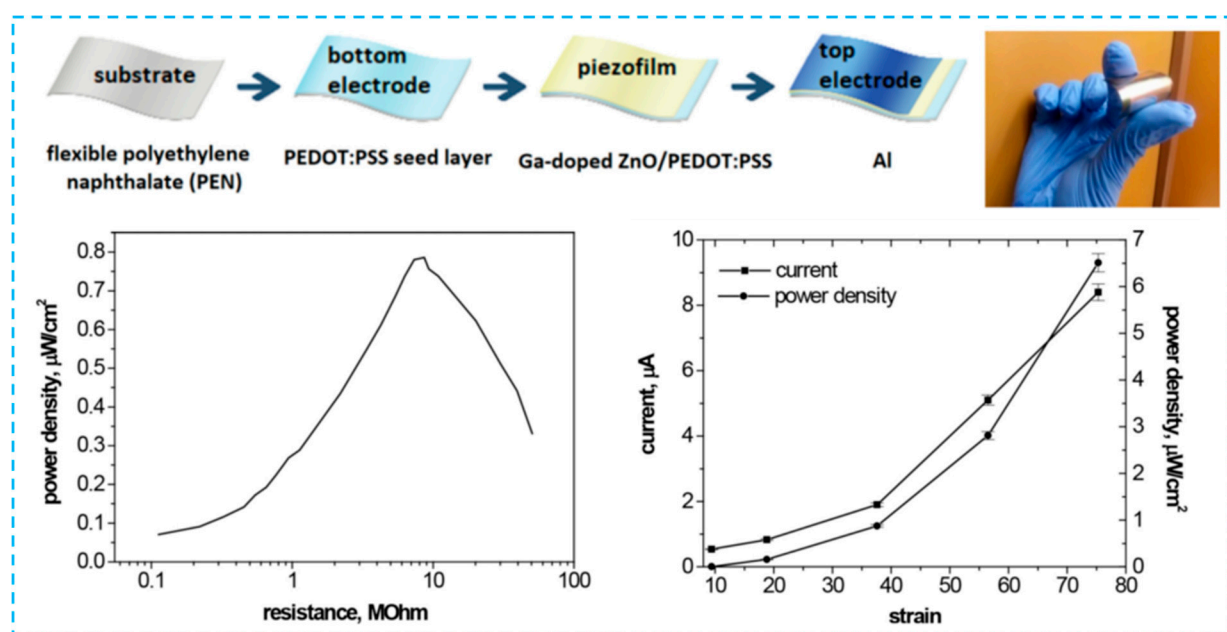 substrate
bottom
electrode
piezofilm
top
electrode
flexible polyethylene
naphthalate (PEN)
PEDOT:PSS seed layer
Ga-doped ZnO/PEDOT:PSS
Al
power density, μW/cm²
0.8
0.7
0.6
0.5
0.4
0.3
0.2
0.1
0.0
0.1
1
10
100
resistance, MOhm
current, μA
10
8
6
4
2
0
current
power density
7
6
5
4
3
2
1
0
power density, μW/cm²
10
20
30
40
50
60
70
80
strain